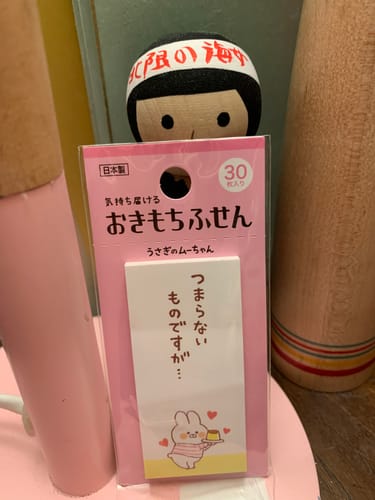 北限の海女
日本製
30
枚入り
気持ち届ける
おきもちふせん
うさぎのムーちゃん
つまらない
ものですが…